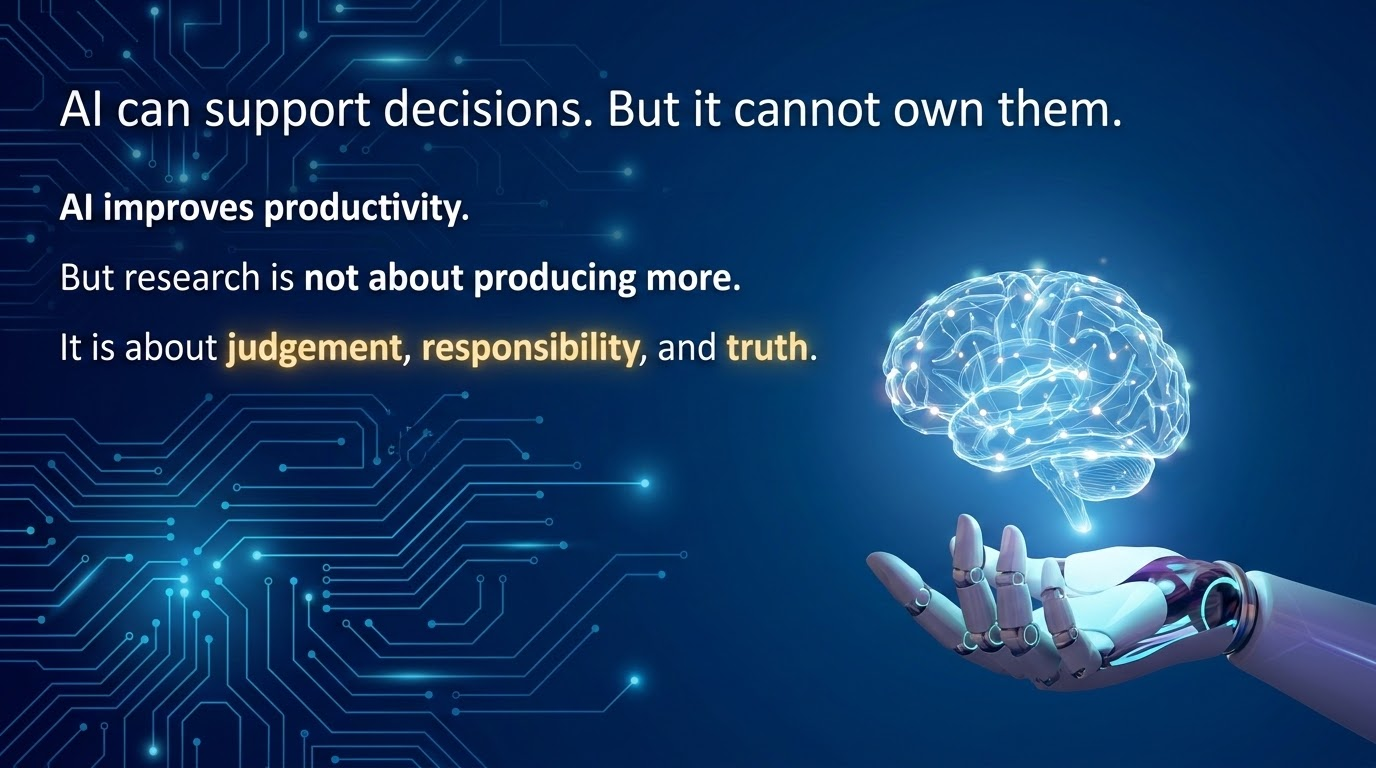 AI can support decisions. But it cannot own them.
AI improves productivity.
But research is not about producing more.
It is about judgement, responsibility, and truth.